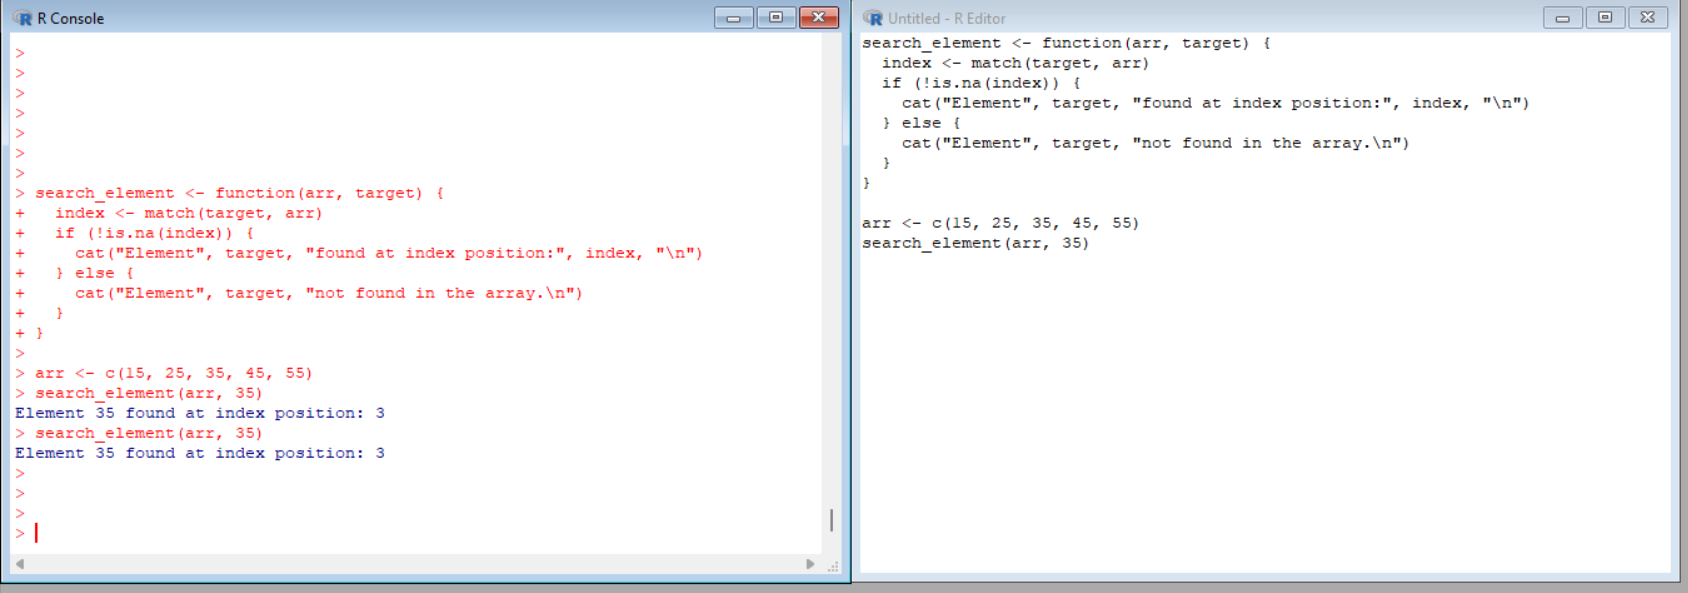 R Console
>
>
>
>
>
>
>
> search_element <- function(arr, target) {
+   index <- match(target, arr)
+   if (!is.na(index)) {
+     cat("Element", target, "found at index position:", index, "\n")
+   } else {
+     cat("Element", target, "not found in the array.\n")
+   }
+ }
>
> arr <- c(15, 25, 35, 45, 55)
> search_element(arr, 35)
Element 35 found at index position: 3
> search_element(arr, 35)
Element 35 found at index position: 3
>
>
>
>
Untitled - R Editor
search_element <- function(arr, target) {
  index <- match(target, arr)
  if (!is.na(index)) {
    cat("Element", target, "found at index position:", index, "\n")
  } else {
    cat("Element", target, "not found in the array.\n")
  }
}

arr <- c(15, 25, 35, 45, 55)
search_element(arr, 35)